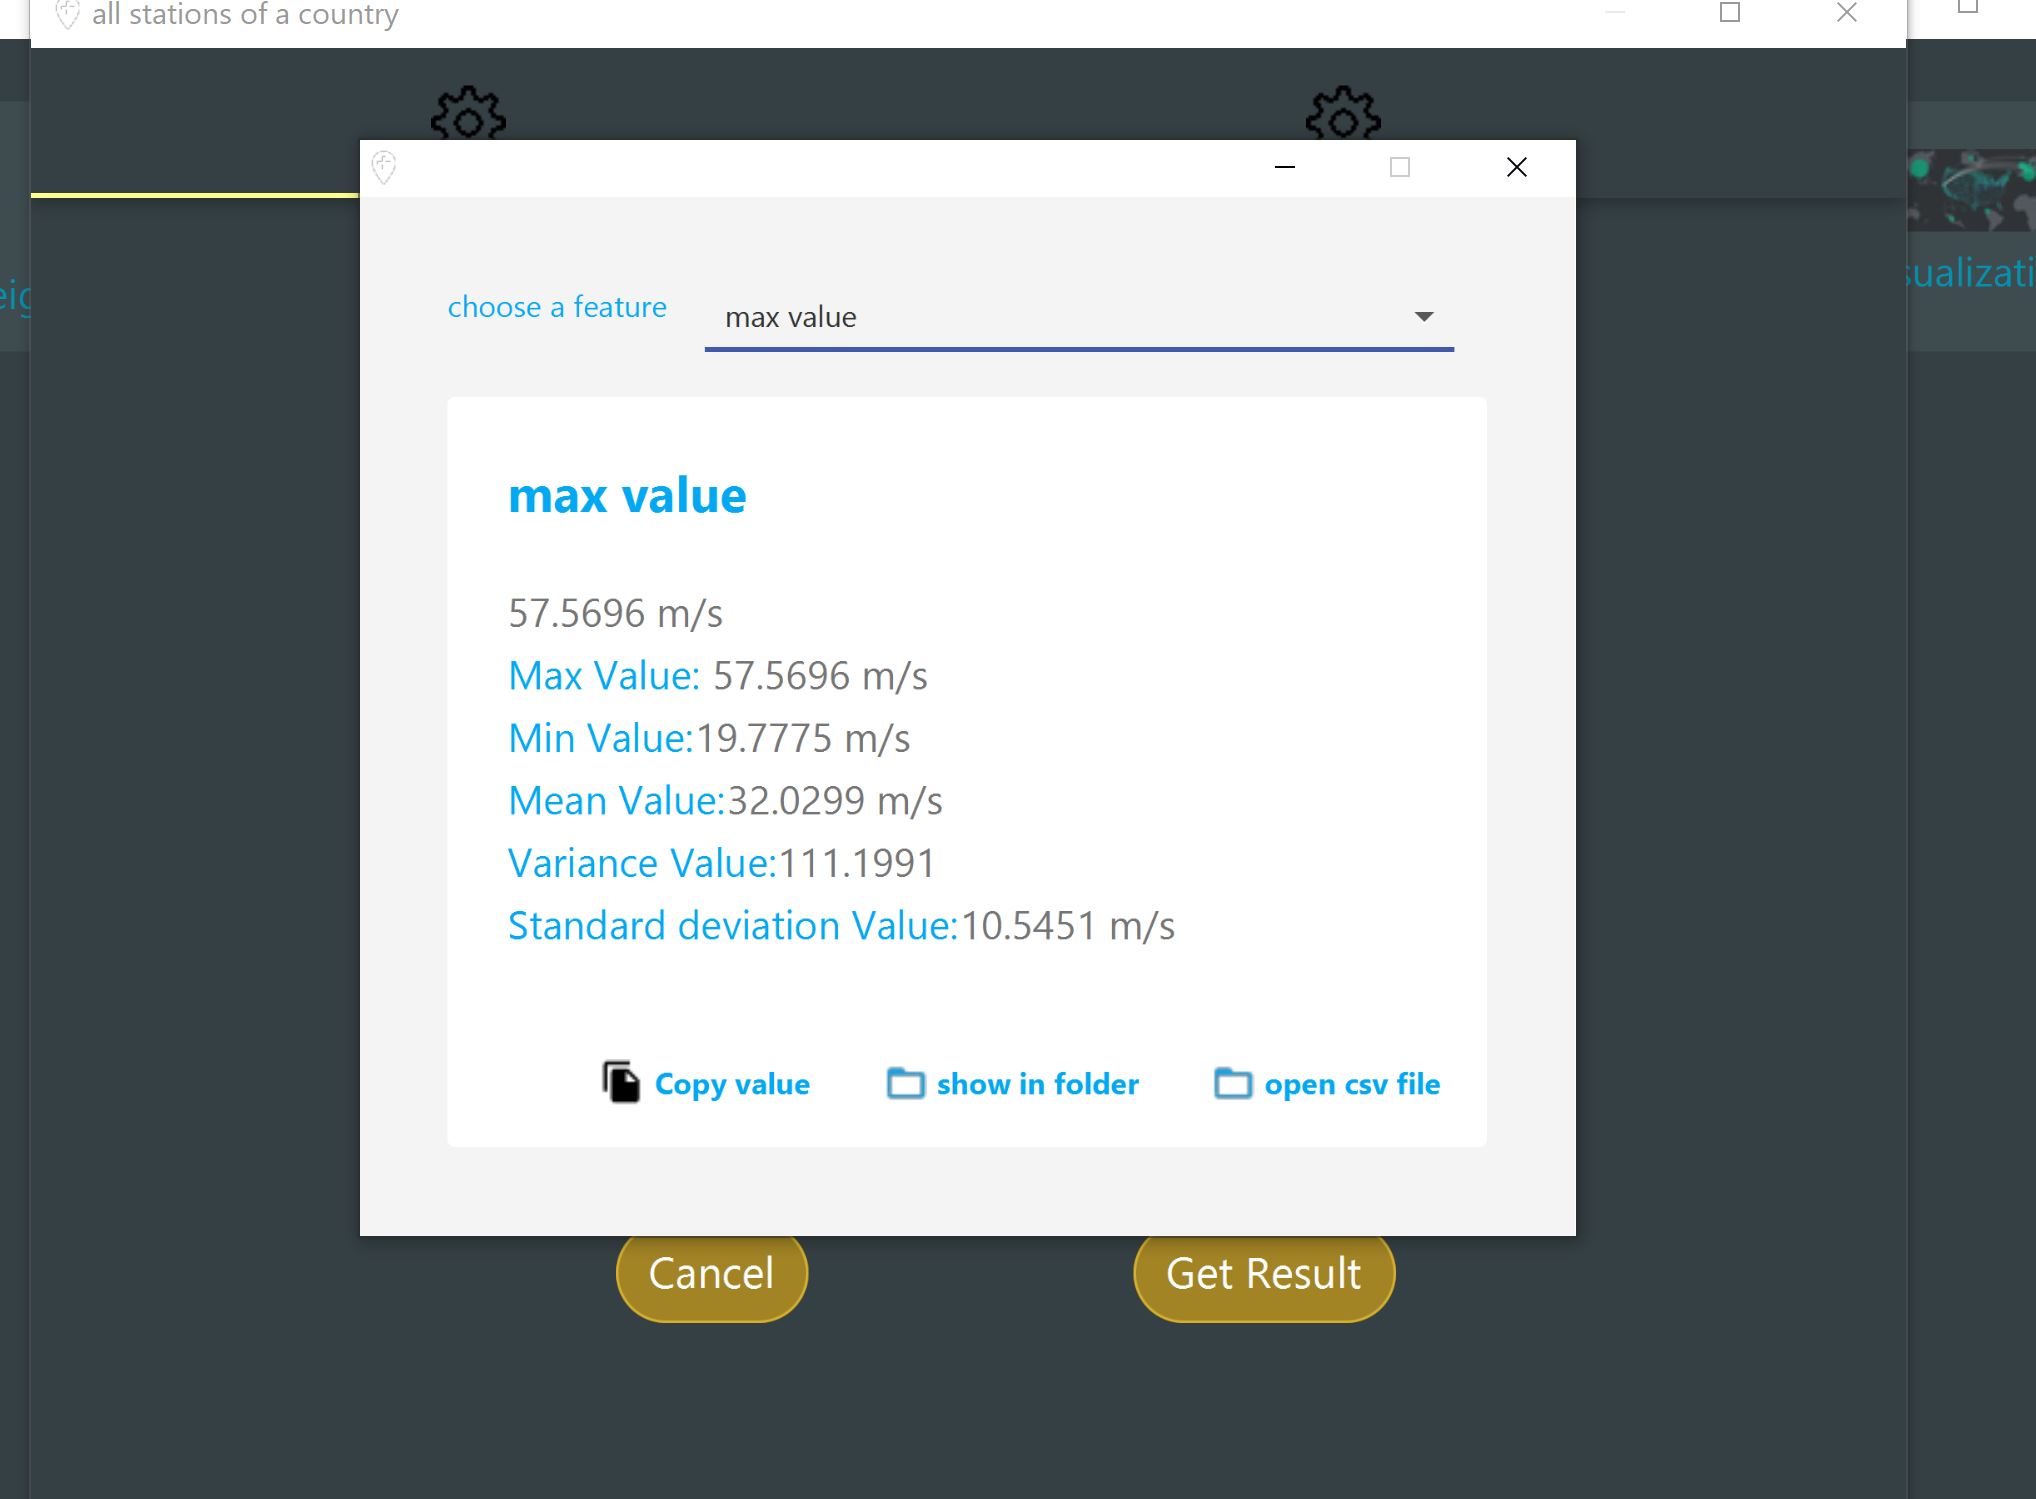 all stations of a country
choose a feature
max value
max value
57.5696 m/s
Max Value: 57.5696 m/s
Min Value:19.7775 m/s
Mean Value:32.0299 m/s
Variance Value:111.1991
Standard deviation Value:10.5451 m/s
Copy value
show in folder
open csv file
Cancel
Get Result